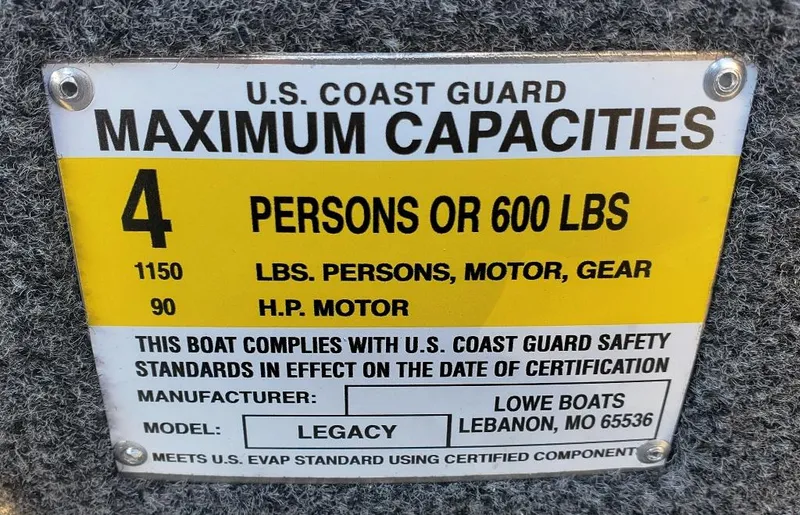 U.S. COAST GUARD
MAXIMUM CAPACITIES
4 PERSONS OR 600 LBS
1150 LBS. PERSONS, MOTOR, GEAR
90 H.P. MOTOR
THIS BOAT COMPLIES WITH U.S. COAST GUARD SAFETY
STANDARDS IN EFFECT ON THE DATE OF CERTIFICATION
MANUFACTURER: LOWE BOATS
MODEL: LEGACY LEBANON, MO 65536
MEETS U.S. EVAP STANDARD USING CERTIFIED COMPONENT